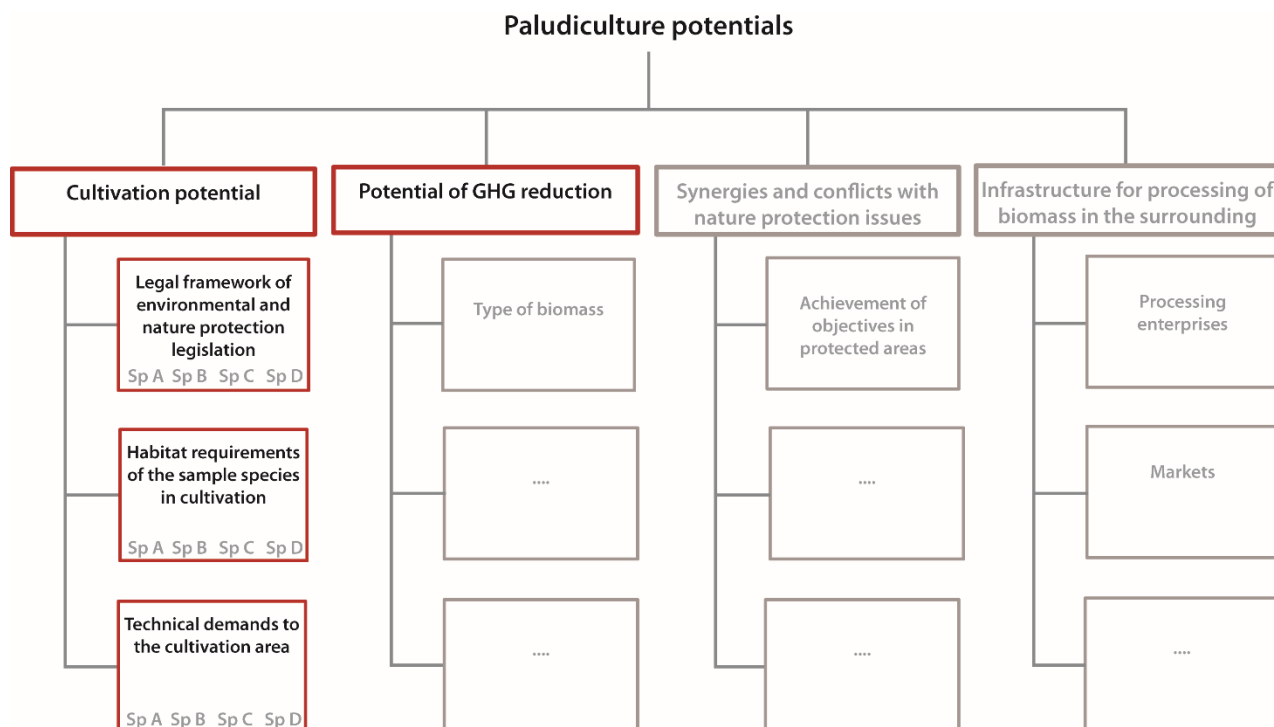 Paludiculture potentials
Cultivation potential
Potential of GHG reduction
Synergies and conflicts with
nature protection issues
Infrastructure for processing of
biomass in the surrounding
Legal framework of
environmental and
nature protection
legislation
Sp A Sp B Sp C Sp D
Type of biomass
Achievement of
objectives in
protected areas
Processing
enterprises
Habitat requirements
of the sample species
in cultivation
Sp A Sp B Sp C Sp D
....
....
Markets
Technical demands to
the cultivation area
Sp A Sp B Sp C Sp D
....
....
....